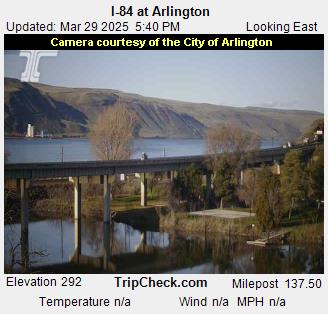 I-84 at Arlington
Updated: Mar 29 2025 5:40 PM Looking East
Camera courtesy of the City of Arlington
Elevation 292 TripCheck.com Milepost 137.50
Temperature n/a Wind n/a MPH n/a